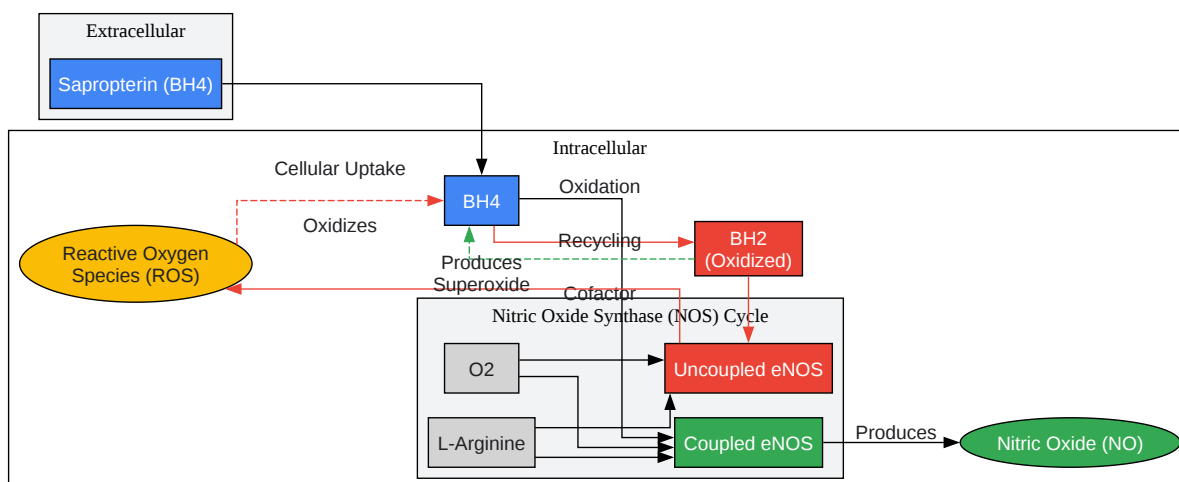 Extracellular
Sapropterin (BH4)
Intracellular
Cellular Uptake
Oxidation
BH4
Oxidizes
Recycling
BH2
(Oxidized)
Reactive Oxygen
Species (ROS)
Produces
Superoxide
Cofactor
Nitric Oxide Synthase (NOS) Cycle
O2
Uncoupled eNOS
L-Arginine
Coupled eNOS
Produces
Nitric Oxide (NO)